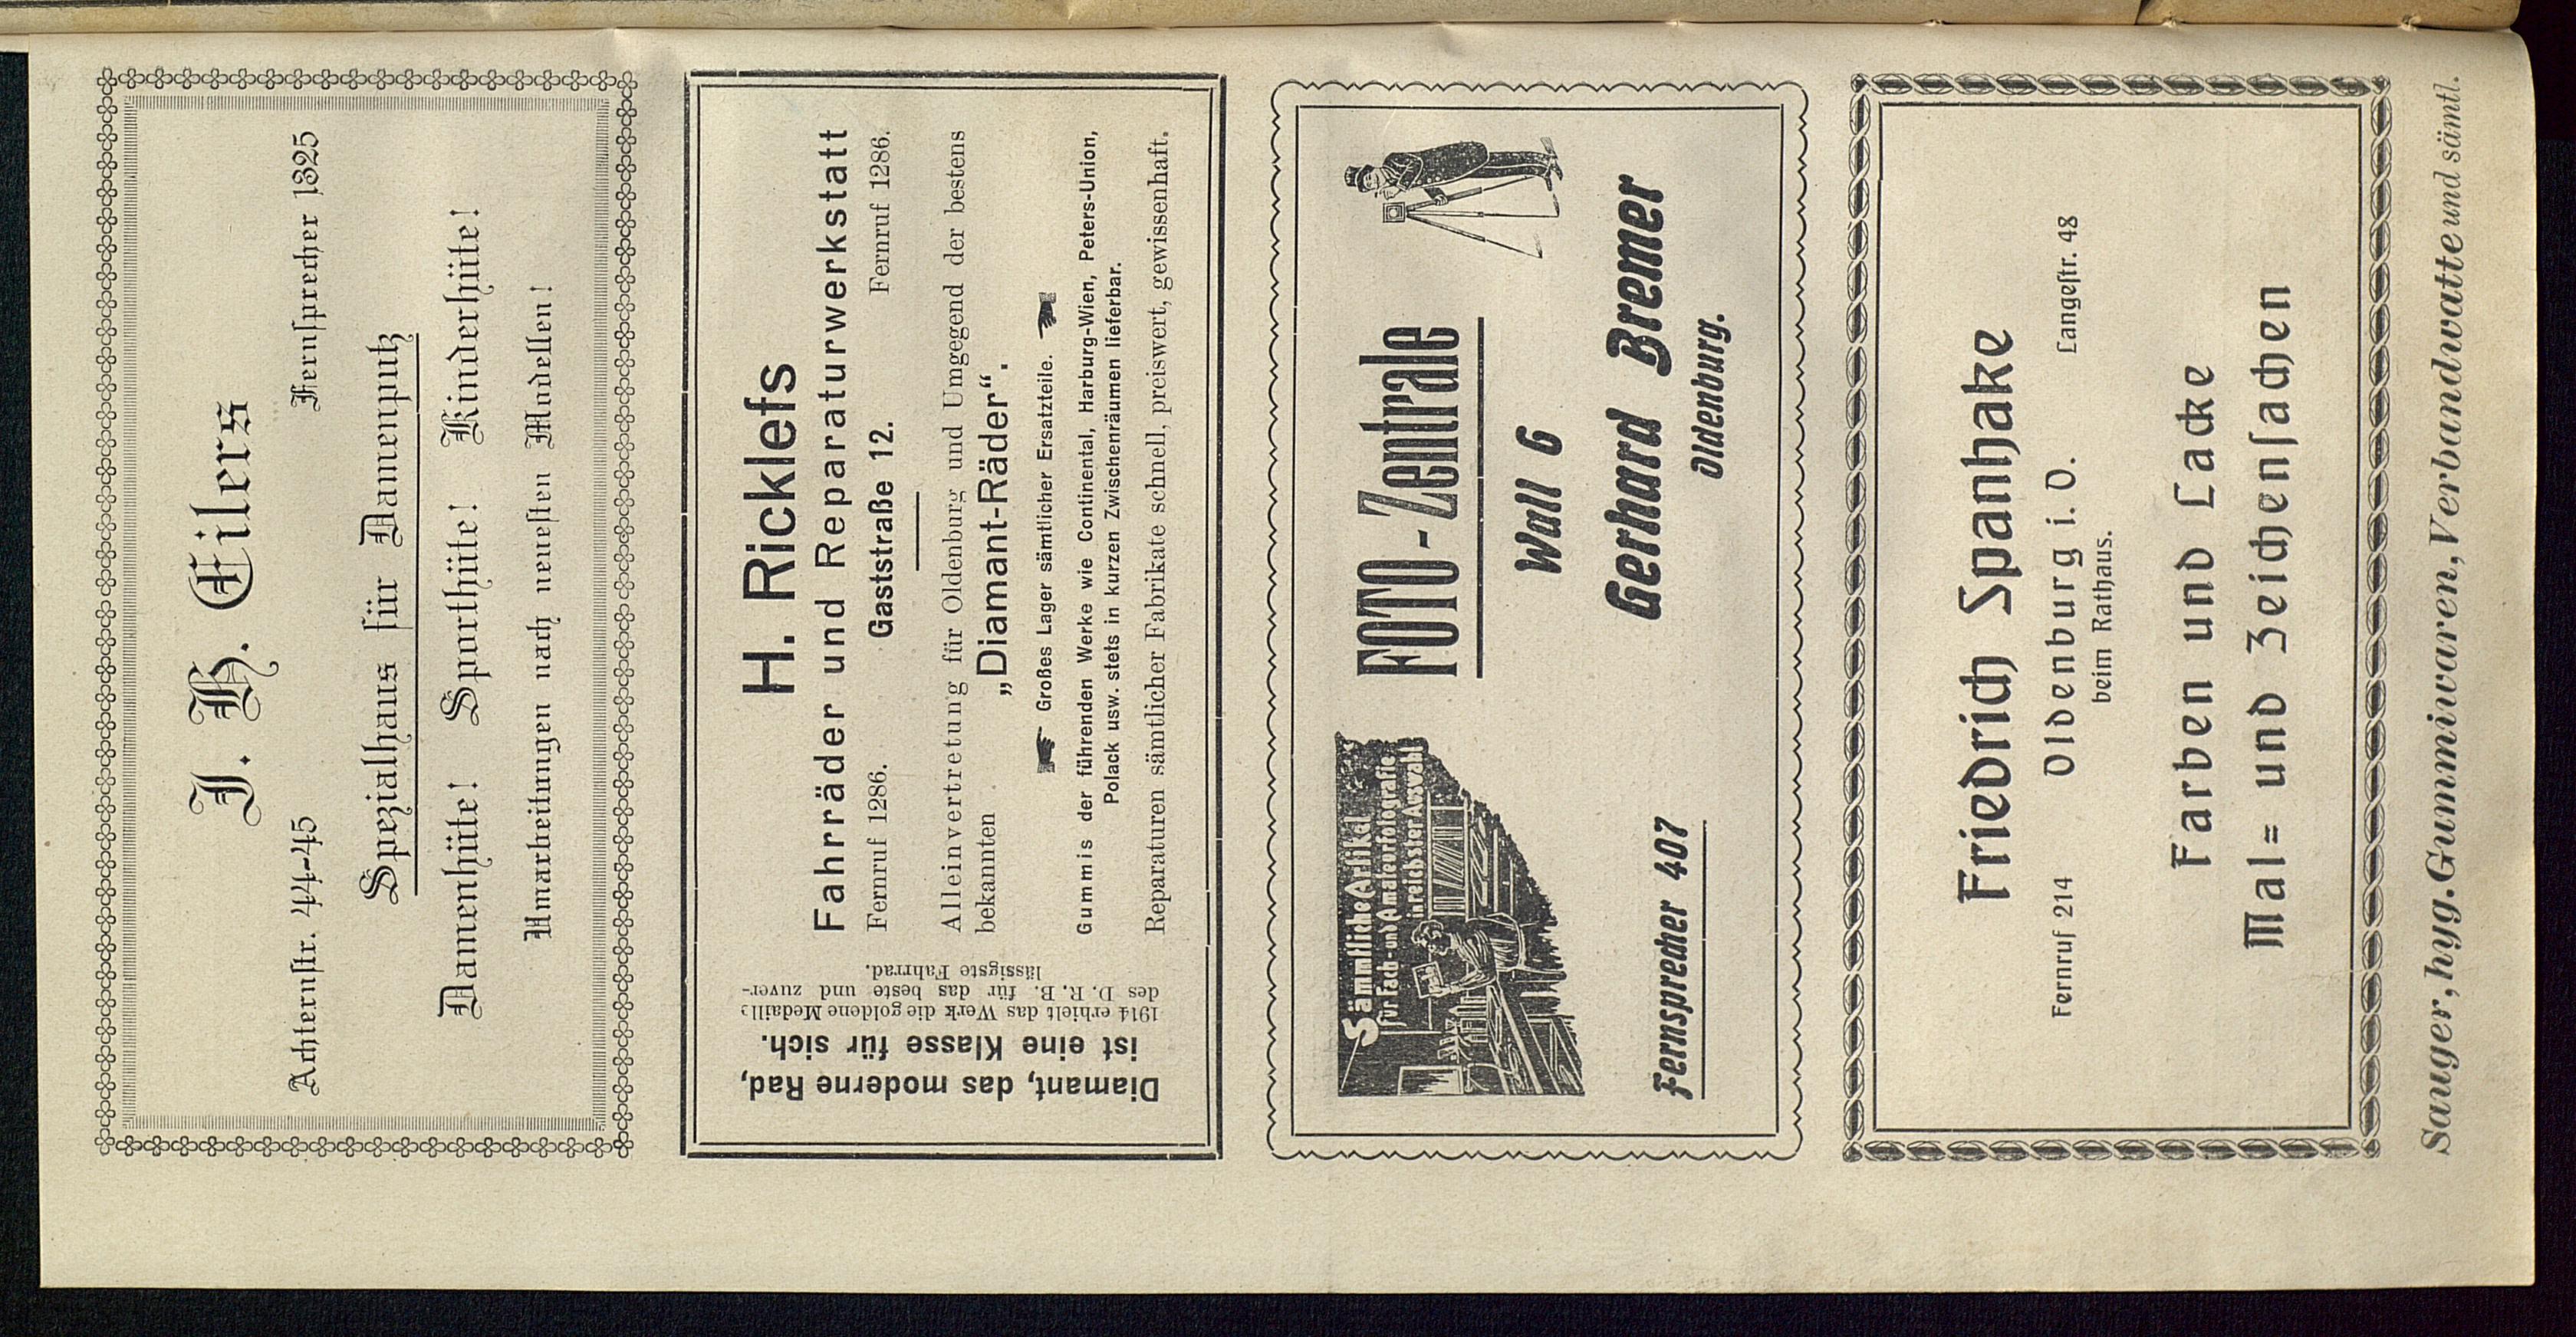 J. H. Eilers
Achternstr. 44-45 Fernsprecher 1325
Spezialhaus für Damenputz
Damenhüte! Sporthüte! Kinderhüte!
Umarbeitungen nach neuesten Modellen!
Diamant, das moderne Rad,
ist eine Klasse für sich.
1914 erhielt das Werk die goldene Medaille
des D. R. B. für das beste und zuver-
lässigste Fahrrad.
H. Ricklefs
Fahrräder und Reparaturwerkstatt
Fernruf 1286. Gaststraße 12. Fernruf 1286.
Alleinvertretung für Oldenburg und Umgegend der bestens
bekannten „Diamant-Räder“.
Großes Lager sämtlicher Ersatzteile.
Gummis der führenden Werke wie Continental, Harburg-Wien, Peters-Union,
Polack usw. stets in kurzen Zwischenräumen lieferbar.
Reparaturen sämtlicher Fabrikate schnell, preiswert, gewissenhaft.
Sämmtliche Artikel
für Fach- und Amateurfotografie
in reichster Auswahl
FOTO-Zentrale
Wall 6
Gerhard Bremer
Oldenburg.
Fernsprecher 407
Friedrich Spanhake
Fernruf 214 Oldenburg i. O. Langestr. 48
beim Rathaus.
Farben und Lacke
Mal= und Zeichensachen
Sauger, hyg. Gummiwaren, Verbandwatte und sämtl.